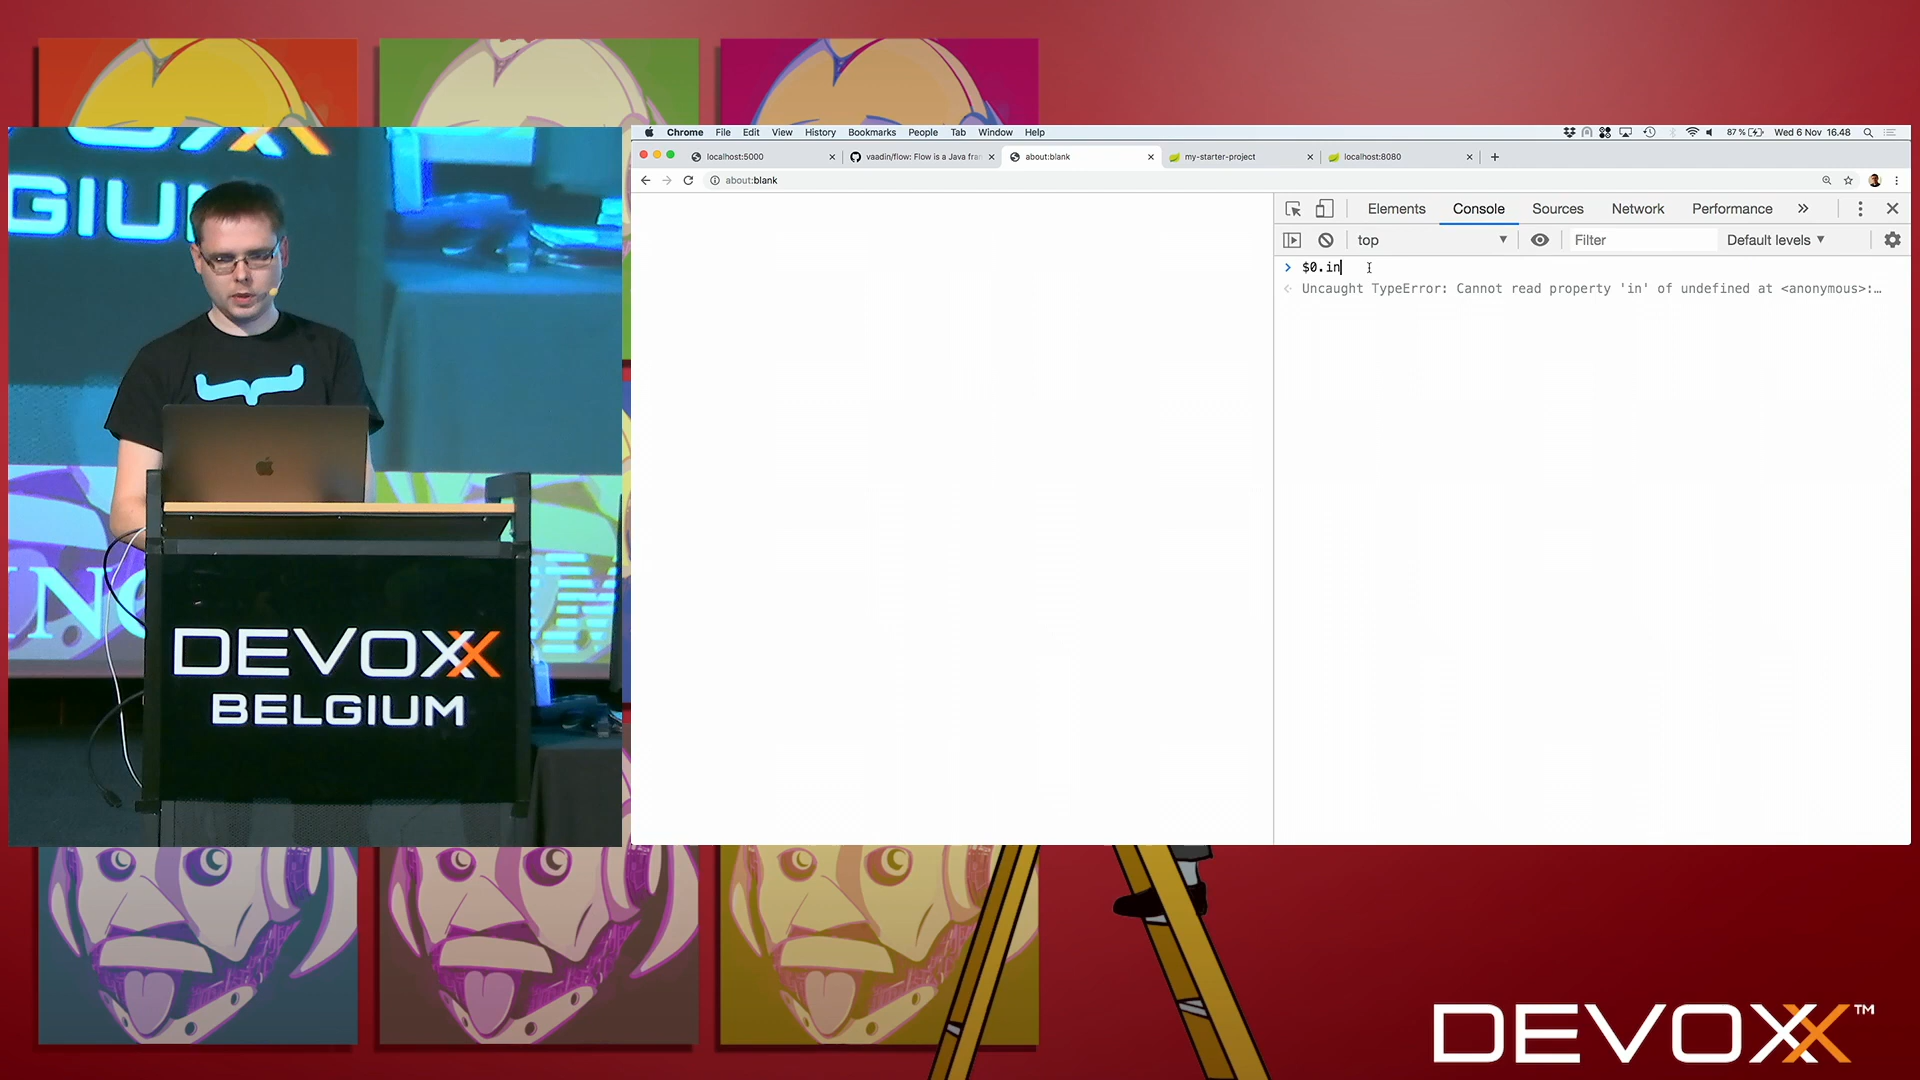 GIU
Chrome File Edit View History Bookmarks People Tab Window Help
87 % Wed 6 Nov 16.48
localhost:5000
vaadin/flow: Flow is a Java fra
about:blank
my-starter-project
localhost:8080
about:blank
Elements Console Sources Network Performance
top
Filter
Default levels
> $0.in
Uncaught TypeError: Cannot read property 'in' of undefined at <anonymous>:…
DEVOXX
BELGIUM
DEVOXX™